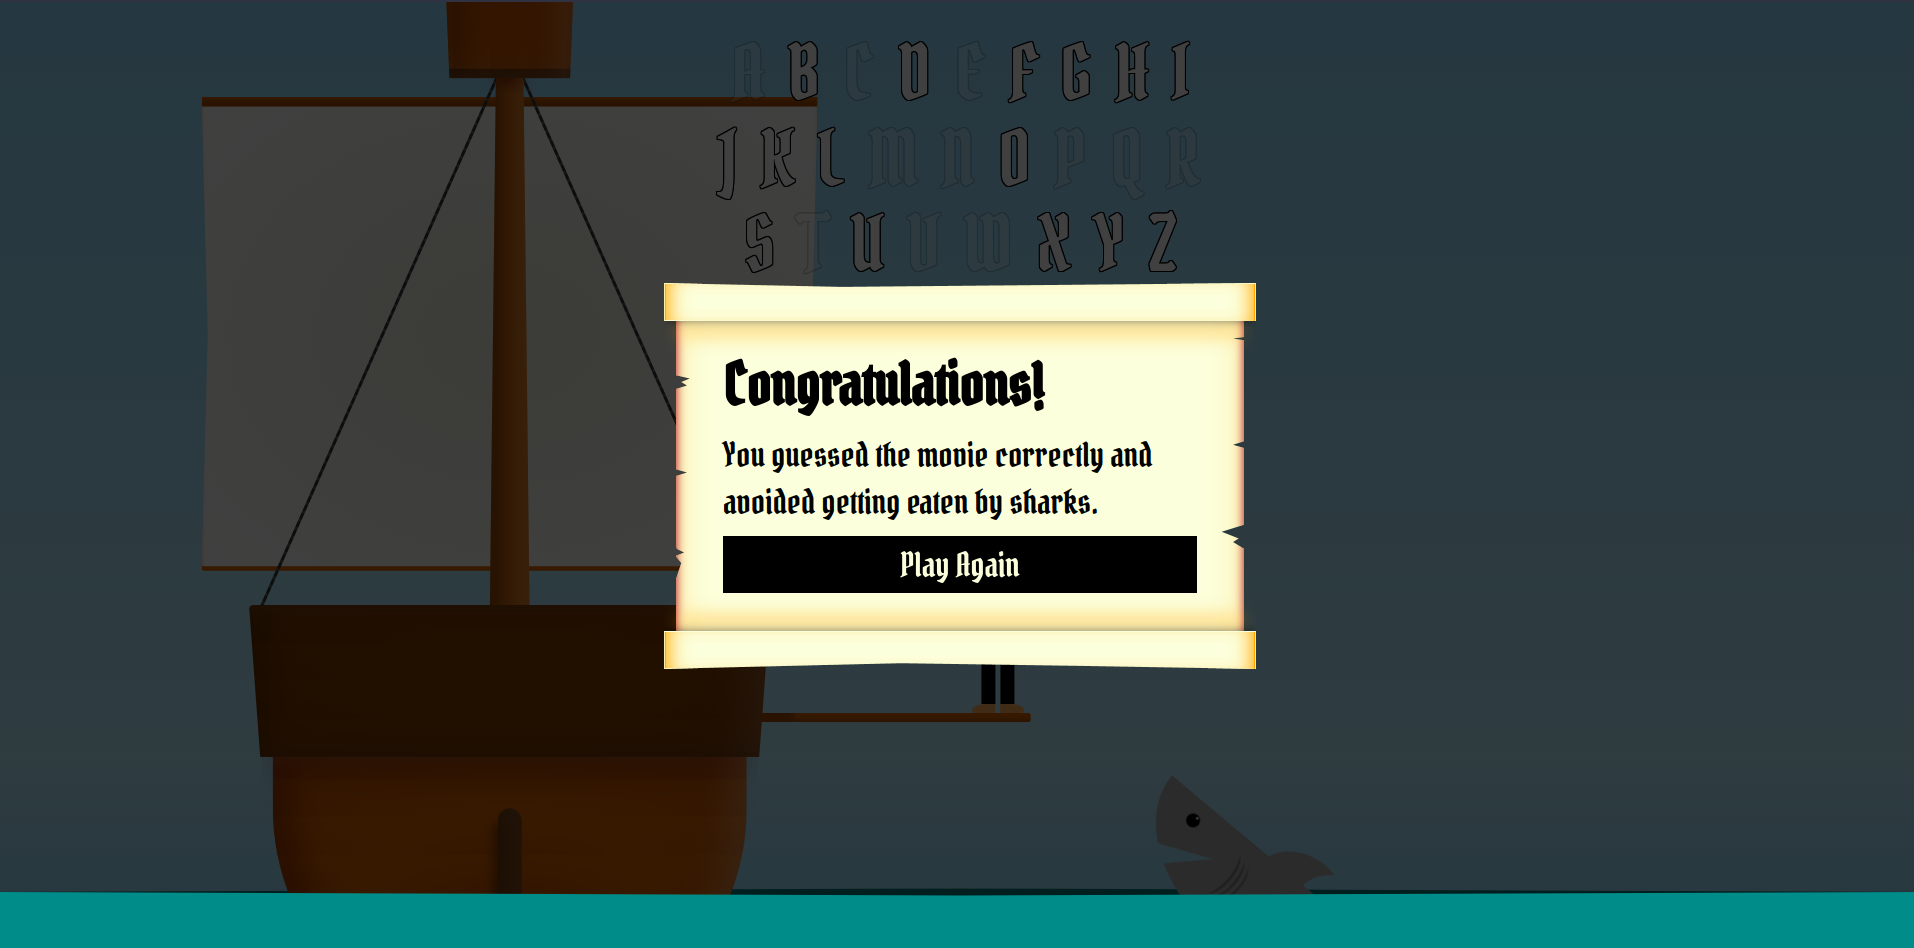 A B C D E F G H I
J K L M N O P Q R
S T U V W X Y Z
Congratulations!
You guessed the movie correctly and
avoided getting eaten by sharks.
Play Again